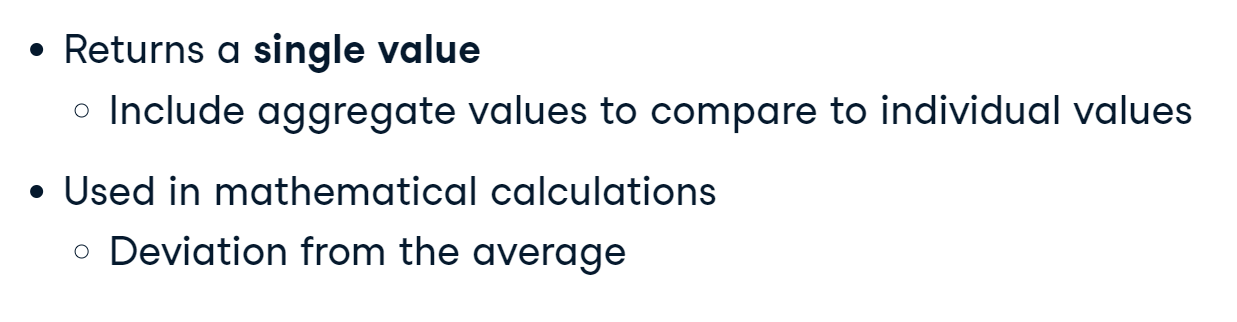 • Returns a single value
○ Include aggregate values to compare to individual values
• Used in mathematical calculations
○ Deviation from the average